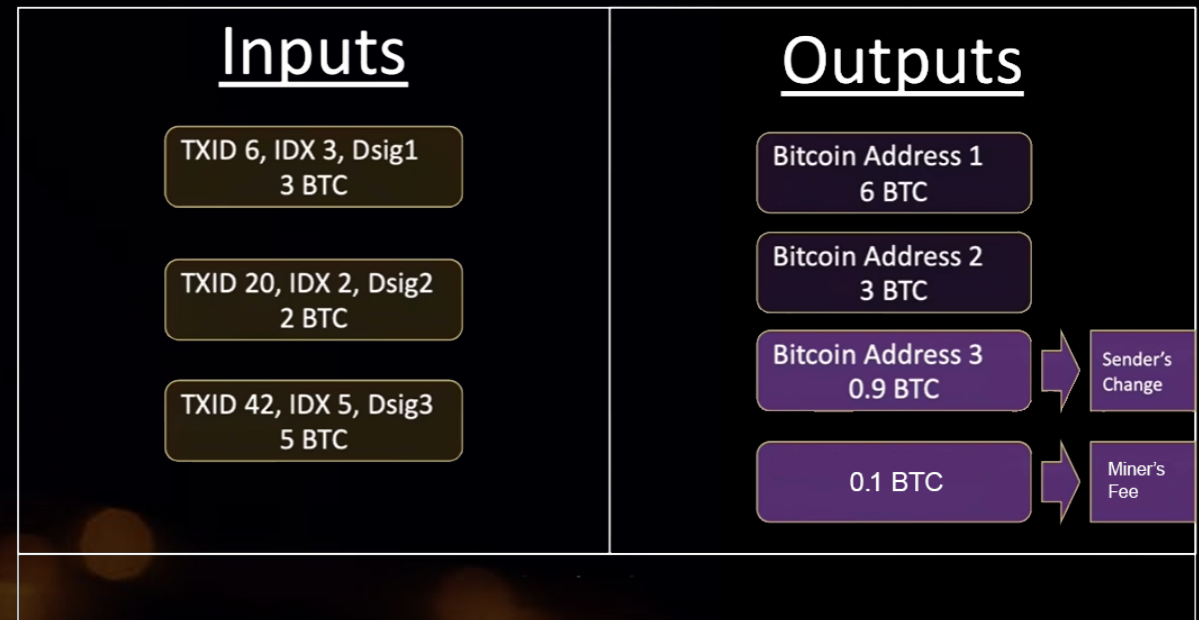 Inputs
TXID 6, IDX 3, Dsig1
3 BTC
TXID 20, IDX 2, Dsig2
2 BTC
TXID 42, IDX 5, Dsig3
5 BTC
Outputs
Bitcoin Address 1
6 BTC
Bitcoin Address 2
3 BTC
Bitcoin Address 3
0.9 BTC
Sender's
Change
0.1 BTC
Miner's
Fee